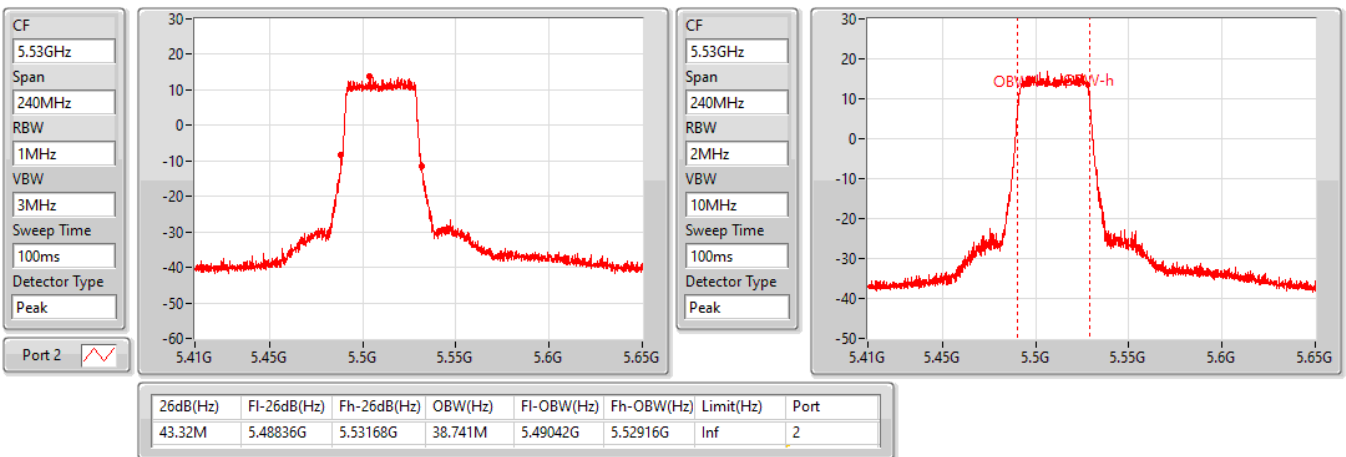 CF
5.53GHz
Span
240MHz
RBW
1MHz
VBW
3MHz
Sweep Time
100ms
Detector Type
Peak
Port 2
30
20
10
0
-10
-20
-30
-40
-50
-60
5.41G 5.45G 5.5G 5.55G 5.6G 5.65G
CF
5.53GHz
Span
240MHz
RBW
2MHz
VBW
10MHz
Sweep Time
100ms
Detector Type
Peak
30
20
10
0
-10
-20
-30
-40
-50
5.41G 5.45G 5.5G 5.55G 5.6G 5.65G
26dB(Hz) Fl-26dB(Hz) Fh-26dB(Hz) OBW(Hz) Fl-OBW(Hz) Fh-OBW(Hz) Limit(Hz) Port
43.32M 5.48836G 5.53168G 38.741M 5.49042G 5.52916G Inf 2